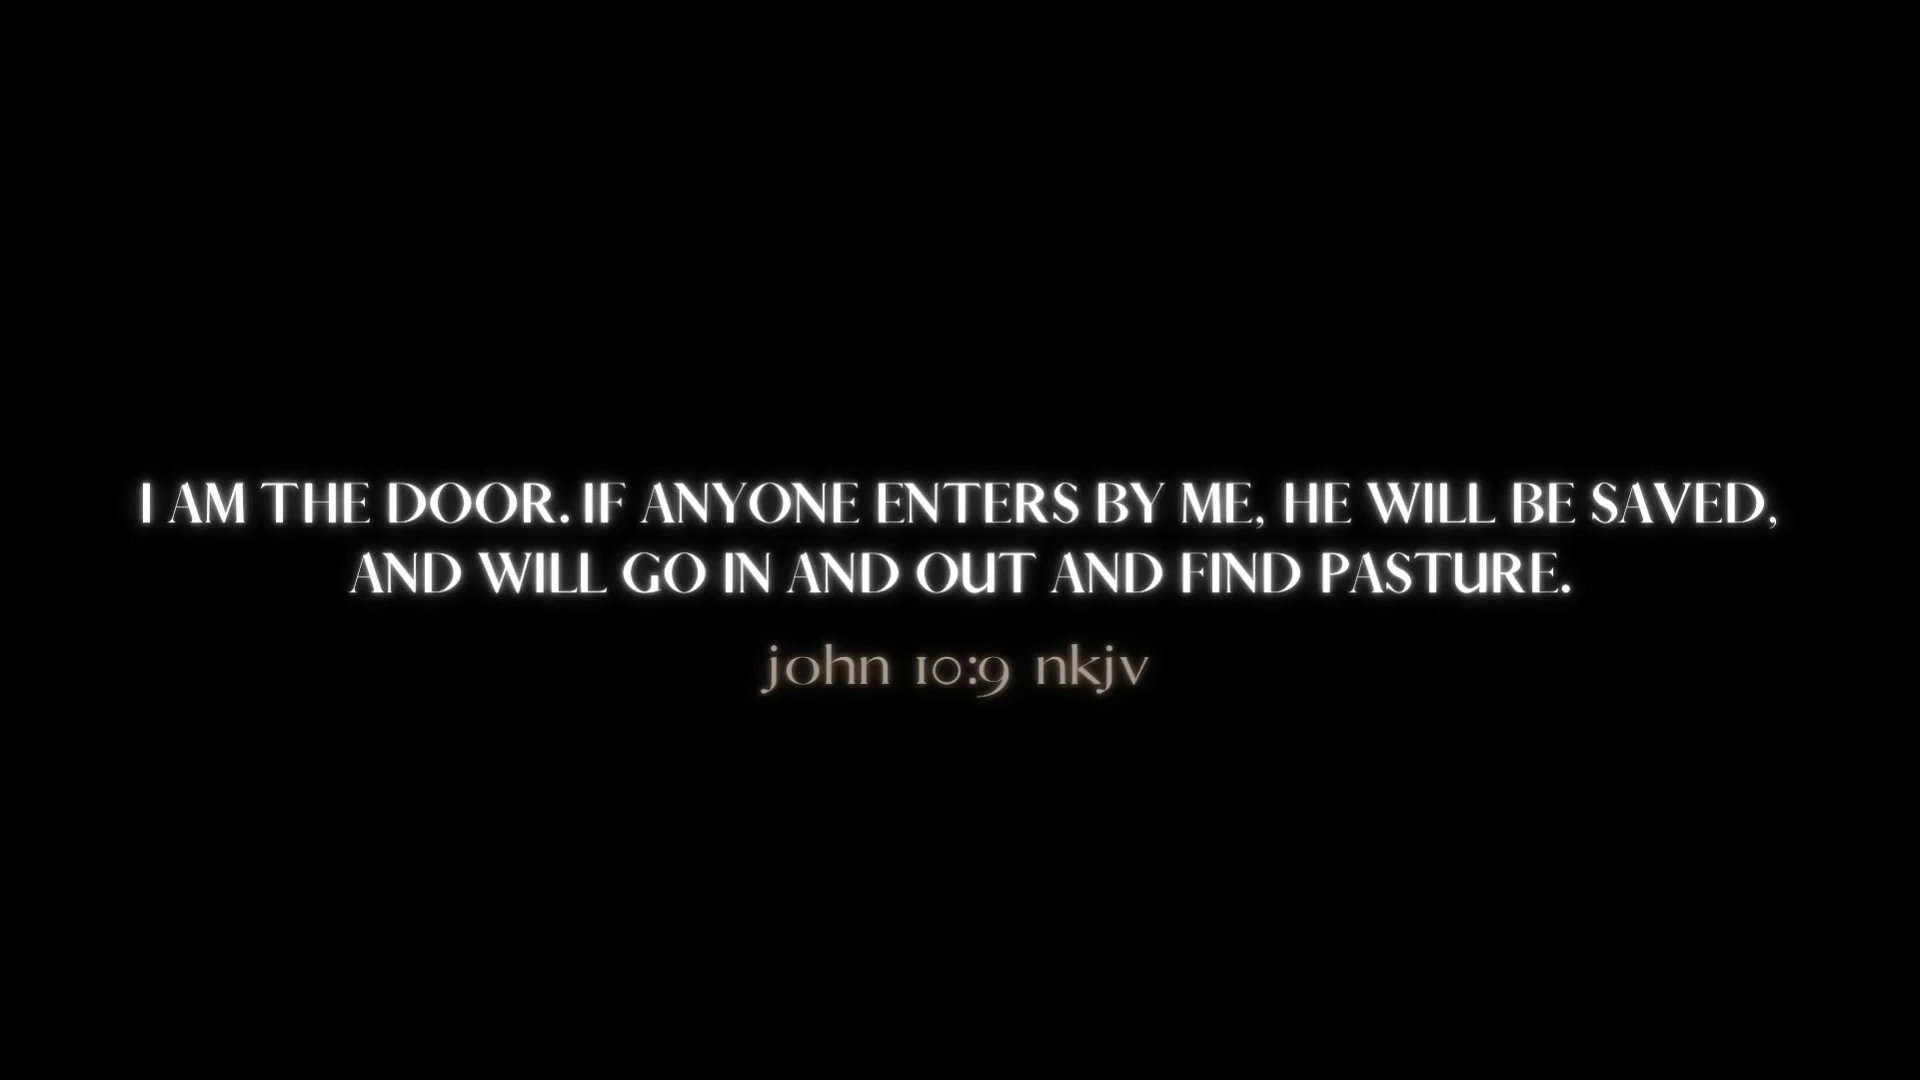 I AM THE DOOR. IF ANYONE ENTERS BY ME, HE WILL BE SAVED,
AND WILL GO IN AND OUT AND FIND PASTURE.
john 10:9 nkjv